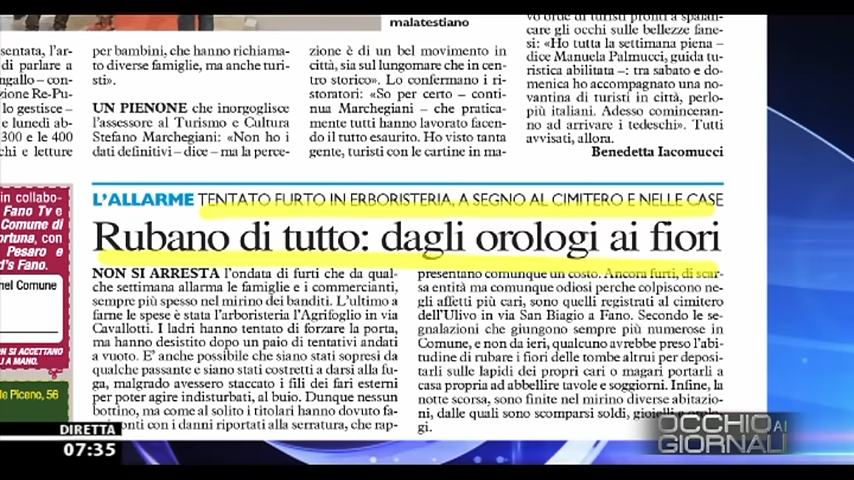 malatestiano
sentata, l'ar-
di parlare a
ngallo – con-
zione Re-Pu-
lo gestisce –
e lunedì ab-
300 e le 400
chi e letture
per bambini, che hanno richiama-
to diverse famiglie, ma anche turi-
sti».
UN PIENONE che inorgoglisce
l'assessore al Turismo e Cultura
Stefano Marchegiani: «Non ho i
dati definitivi – dice – ma la perce-
zione è di un bel movimento in
città, sia sul lungomare che in cen-
tro storico». Lo confermano i ri-
storatori: «So per certo – conti-
nua Marchegiani – che pratica-
mente tutti hanno lavorato facen-
do il tutto esaurito. Ho visto tanta
gente, turisti con le cartine in ma-
vo orde di turisti pronti a spalan-
care gli occhi sulle bellezze fane-
si: «Ho tutta la settimana piena –
dice Manuela Palmucci, guida tu-
ristica abilitata –: tra sabato e do-
menica ho accompagnato una no-
vantina di turisti in città, perlo-
più italiani. Adesso cominceran-
no ad arrivare i tedeschi». Tutti
avvisati, allora.
Benedetta Iacomucci
in collabo-
Fano Tv e
Comune di
ortuna, con
Pesaro e
d's Fano.
nel Comune
N SI ACCETTANO
I A MANO.
le Piceno, 56
L'ALLARME TENTATO FURTO IN ERBORISTERIA, A SEGNO AL CIMITERO E NELLE CASE
Rubano di tutto: dagli orologi ai fiori
NON SI ARRESTA l'ondata di furti che da qual-
che settimana allarma le famiglie e i commercianti,
sempre più spesso nel mirino dei banditi. L'ultimo a
farne le spese è stata l'arboristeria l'Agrifoglio in via
Cavallotti. I ladri hanno tentato di forzare la porta,
ma hanno desistito dopo un paio di tentativi andati
a vuoto. E' anche possibile che siano stati sopresi da
qualche passante e siano stati costretti a darsi alla fu-
ga, malgrado avessero staccato i fili dei fari esterni
per poter agire indisturbati, al buio. Dunque nessun
bottino, ma come al solito i titolari hanno dovuto fa-
conti con i danni riportati alla serratura, che rap-
presentano comunque un costo. Ancora furti, di scar-
sa entità ma comunque odiosi perche colpiscono ne-
gli affetti più cari, sono quelli registrati al cimitero
dell'Ulivo in via San Biagio a Fano. Secondo le se-
gnalazioni che giungono sempre più numerose in
Comune, e non da ieri, qualcuno avrebbe preso l'abi-
tudine di rubare i fiori delle tombe altrui per deposi-
tarli sulle lapidi dei propri cari o magari portarli a
casa propria ad abbellire tavole e soggiorni. Infine, la
notte scorsa, sono finite nel mirino diverse abitazio-
ni, dalle quali sono scomparsi soldi, gioielli e orolo-
gi.
DIRETTA
07:35
OCCHIO AI
GIORNALI